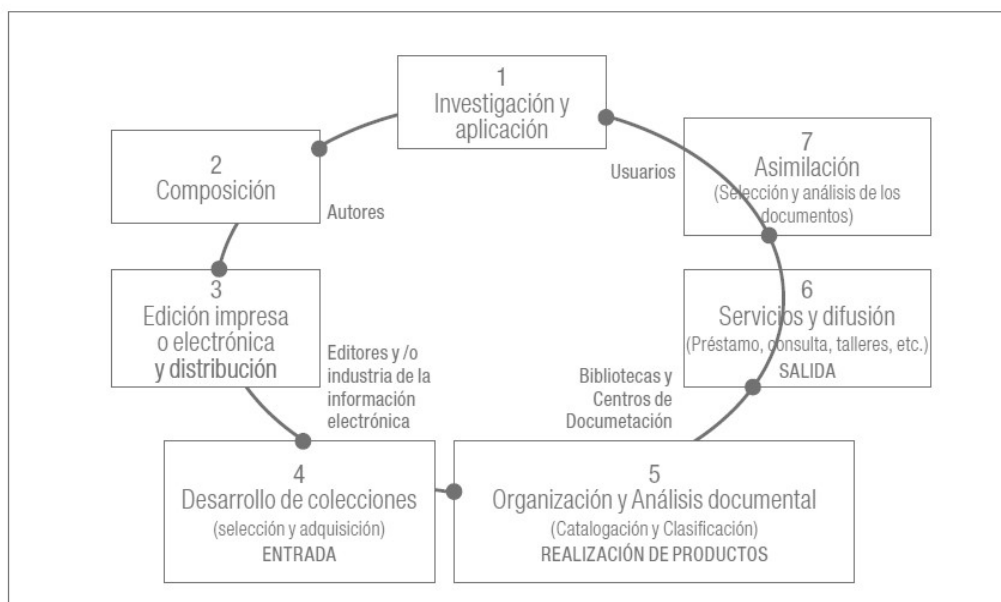 1
Investigación y
aplicación
2
Composición
Autores
3
Edición impresa
o electrónica
y distribución
Editores y /o
industria de la
información
electrónica
4
Desarrollo de colecciones
(selección y adquisición)
ENTRADA
5
Organización y Análisis documental
(Catalogación y Clasificación)
REALIZACIÓN DE PRODUCTOS
Bibliotecas y
Centros de
Documetación
6
Servicios y difusión
(Préstamo, consulta, talleres, etc.)
SALIDA
7
Asimilación
(Selección y análisis de los
documentos)
Usuarios